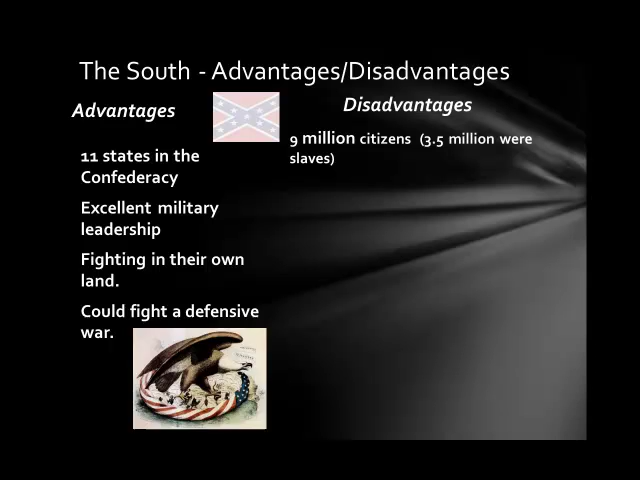 The South - Advantages/Disadvantages
Advantages
11 states in the
Confederacy
Excellent military
leadership
Fighting in their own
land.
Could fight a defensive
war.
Disadvantages
9 million citizens (3.5 million were
slaves)